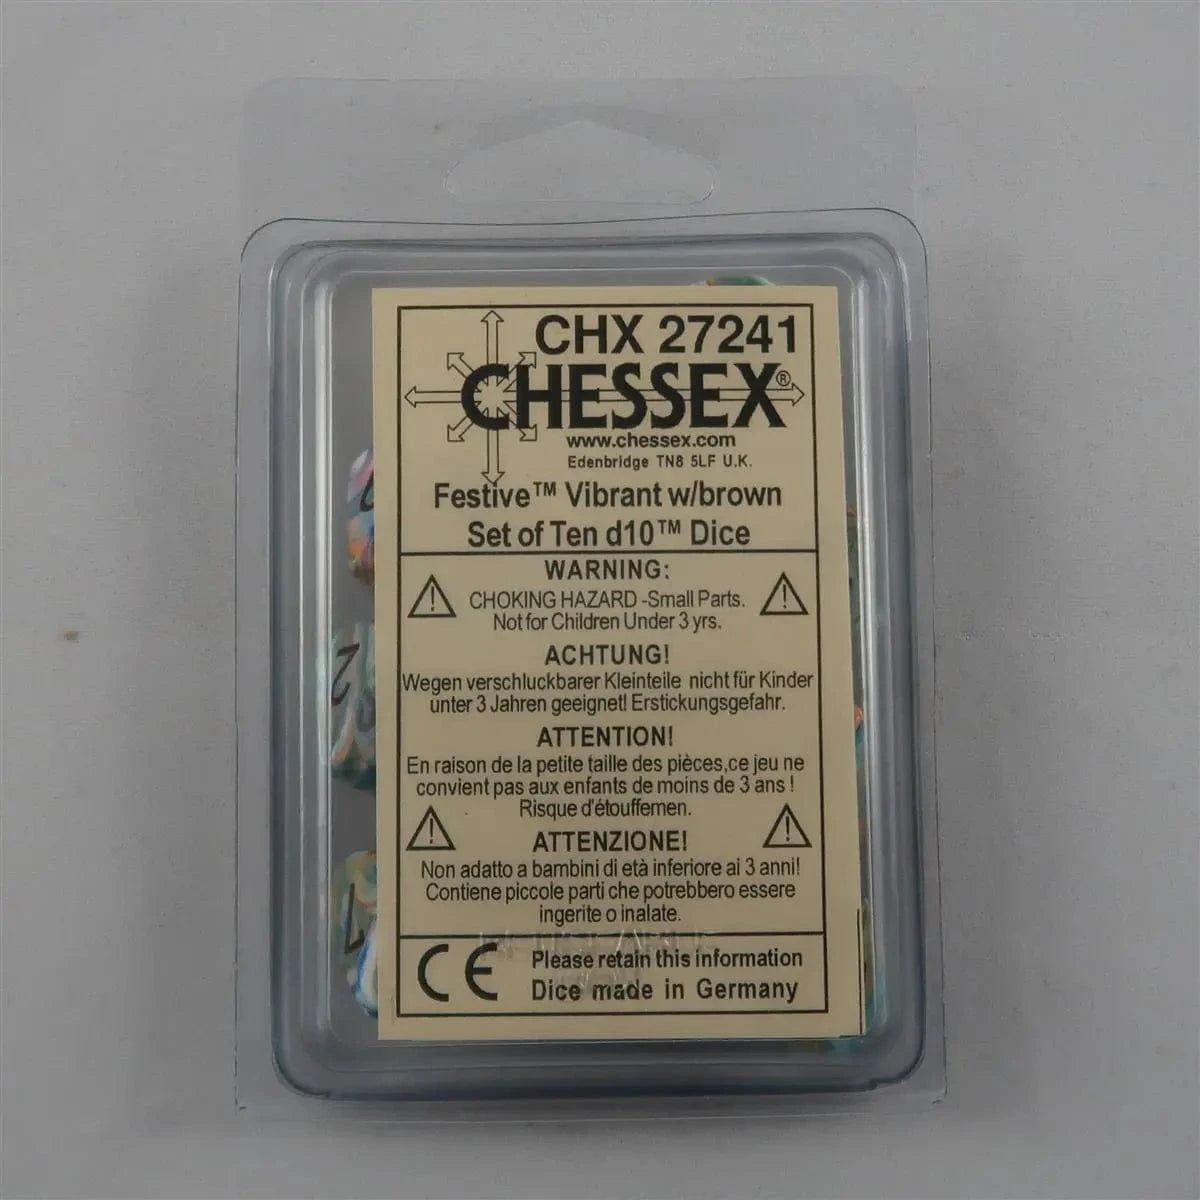 CHX 27241
CHESSEX®
www.chessex.com
Edenbridge TN8 5LF U.K.
Festive™ Vibrant w/brown
Set of Ten d10™ Dice
WARNING:
CHOKING HAZARD -Small Parts.
Not for Children Under 3 yrs.
ACHTUNG!
Wegen verschluckbarer Kleinteile nicht für Kinder
unter 3 Jahren geeignet! Erstickungsgefahr.
ATTENTION!
En raison de la petite taille des pièces,ce jeu ne
convient pas aux enfants de moins de 3 ans !
Risque d'étouffemen.
ATTENZIONE!
Non adatto a bambini di età inferiore ai 3 anni!
Contiene piccole parti che potrebbero essere
ingerite o inalate.
CE
Please retain this information
Dice made in Germany
2